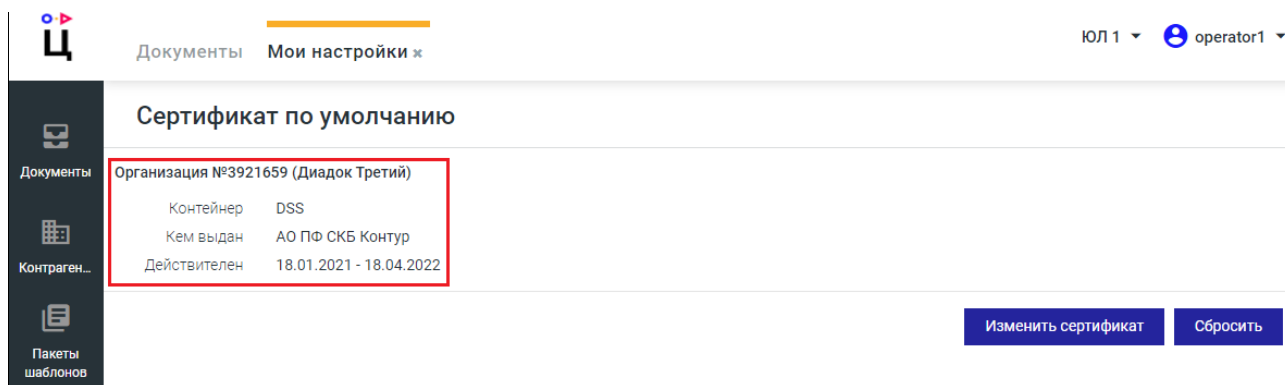 Ц
ЮЛ 1 operator1
Документы Мои настройки ×
Сертификат по умолчанию
Документы
Организация №3921659 (Диадок Третий)
Контейнер DSS
Кем выдан АО ПФ СКБ Контур
Контраген...
Действителен 18.01.2021 - 18.04.2022
Изменить сертификат Сбросить
Пакеты
шаблонов